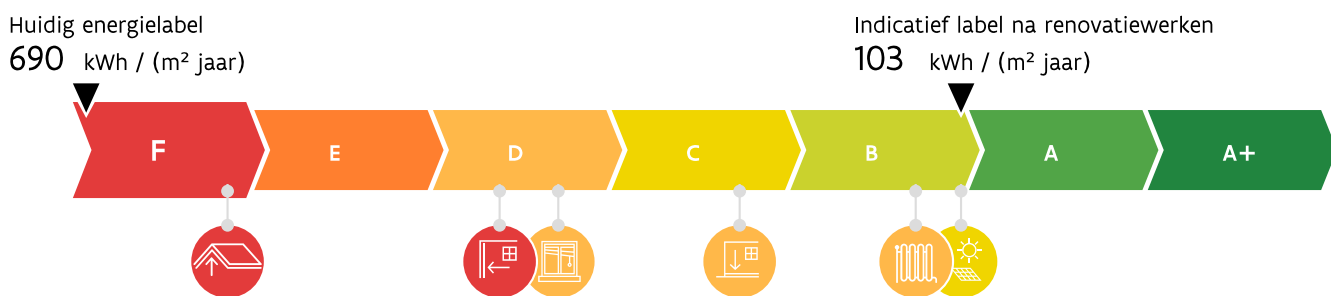 Huidig energielabel
690 kWh / (m² jaar)
Indicatief label na renovatiewerken
103 kWh / (m² jaar)
F E D C B A A+